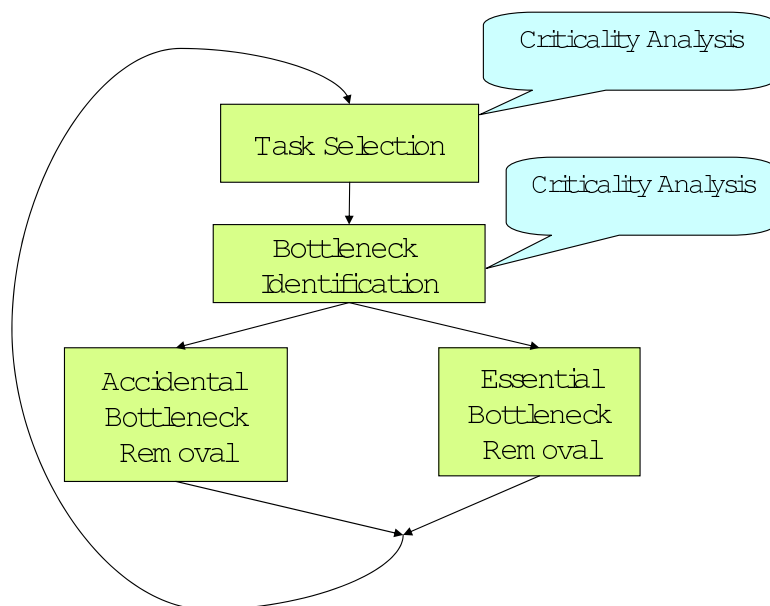 Criticality Analysis
Task Selection
Criticality Analysis
Bottleneck
Identification
Accidental
Bottleneck
Removal
Essential
Bottleneck
Removal